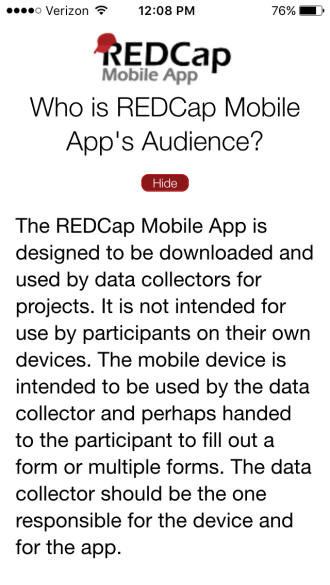 Verizon 12:08 PM 76%
REDCap
Mobile App
Who is REDCap Mobile
App's Audience?
Hide
The REDCap Mobile App is
designed to be downloaded and
used by data collectors for
projects. It is not intended for
use by participants on their own
devices. The mobile device is
intended to be used by the data
collector and perhaps handed
to the participant to fill out a
form or multiple forms. The data
collector should be the one
responsible for the device and
for the app.